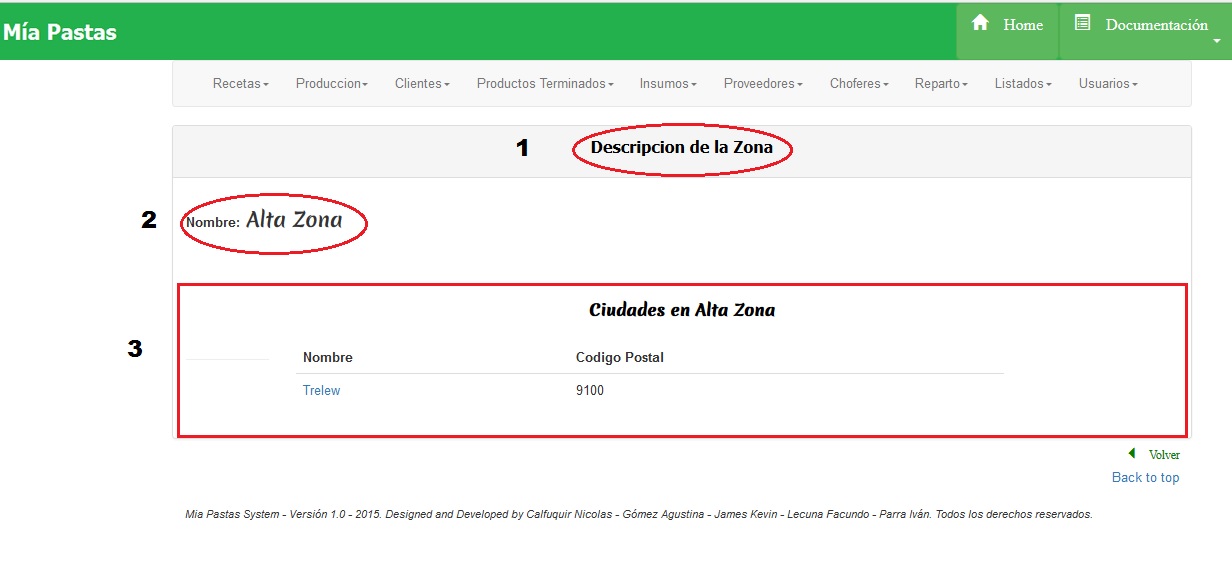 Mía Pastas Home Documentación
Recetas Produccion Clientes Productos Terminados Insumos Proveedores Choferes Reparto Listados Usuarios
1 Descripcion de la Zona
2 Nombre: Alta Zona
Ciudades en Alta Zona
3
Nombre Codigo Postal
Trelew 9100
Volver
Back to top
Mia Pastas System - Versión 1.0 - 2015. Designed and Developed by Calfuquir Nicolas - Gómez Agustina - James Kevin - Lecuna Facundo - Parra Iván. Todos los derechos reservados.